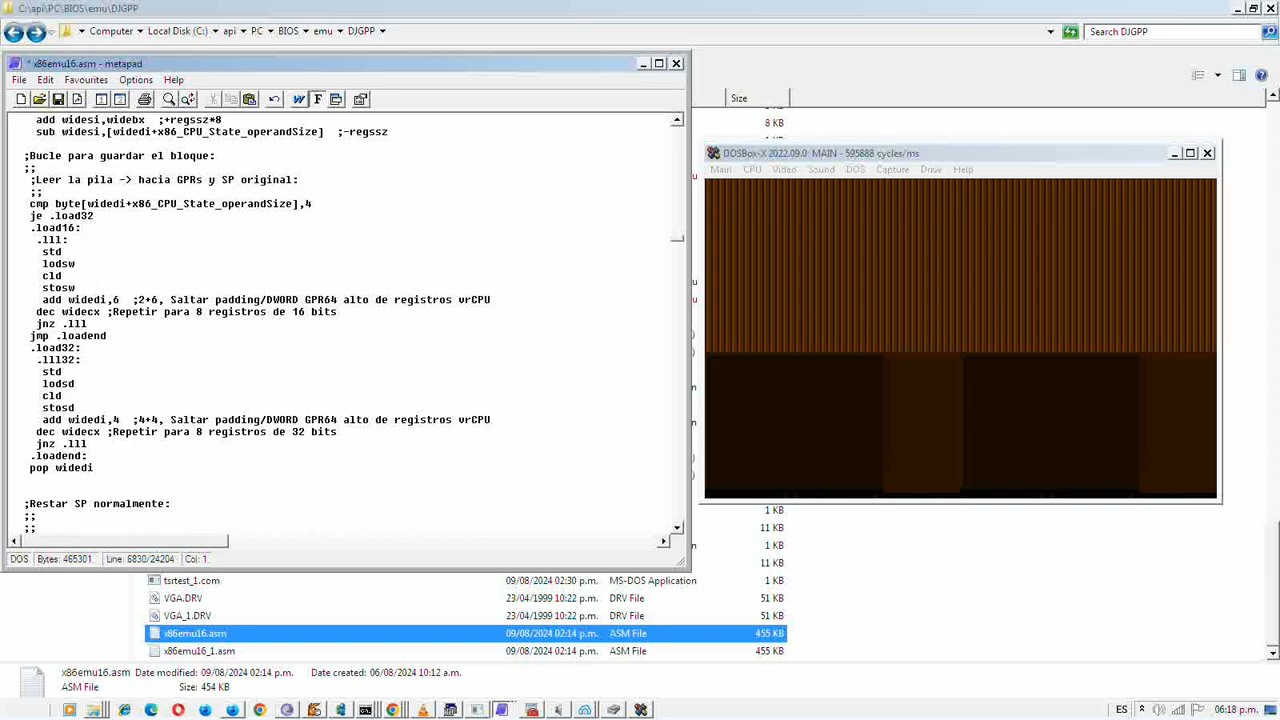 C:\api\PC\BIOS\emu\DJGPP
Computer Local Disk (C:) api PC BIOS emu DJGPP
Search DJGPP
* x86emu16.asm - metapad
File Edit Favourites Options Help
add widesi,widebx ;+regssz*8
sub widesi,[widedi+x86_CPU_State_operandSize] ;-regssz
;Bucle para guardar el bloque:
;;
;Leer la pila -> hacia GPRs y SP original:
;;
cmp byte[widedi+x86_CPU_State_operandSize],4
je .load32
.load16:
.lll:
std
lodsw
cld
stosw
add widedi,6 ;2+6, Saltar padding/DWORD GPR64 alto de registros vrCPU
dec widecx ;Repetir para 8 registros de 16 bits
jnz .lll
jmp .loadend
.load32:
.lll32:
std
lodsd
cld
stosd
add widedi,4 ;4+4, Saltar padding/DWORD GPR64 alto de registros vrCPU
dec widecx ;Repetir para 8 registros de 32 bits
jnz .lll
.loadend:
pop widedi
;Restar SP normalmente:
;;
;;
DOS Bytes: 465301 Line: 6830/24204 Col: 1
Size
8 KB
DOSBox-X 2022.09.0: MAIN - 595888 cycles/ms
Main CPU Video Sound DOS Capture Drive Help
1 KB
11 KB
1 KB
11 KB
tsrtest_1.com 09/08/2024 02:30 p.m. MS-DOS Application 1 KB
VGA.DRV 23/04/1999 10:22 p.m. DRV File 51 KB
VGA_1.DRV 23/04/1999 10:22 p.m. DRV File 51 KB
x86emu16.asm 09/08/2024 02:14 p.m. ASM File 455 KB
x86emu16_1.asm 09/08/2024 02:14 p.m. ASM File 455 KB
x86emu16.asm Date modified: 09/08/2024 02:14 p.m. Date created: 06/08/2024 10:12 a.m.
ASM File Size: 454 KB
ES 06:18 p.m.